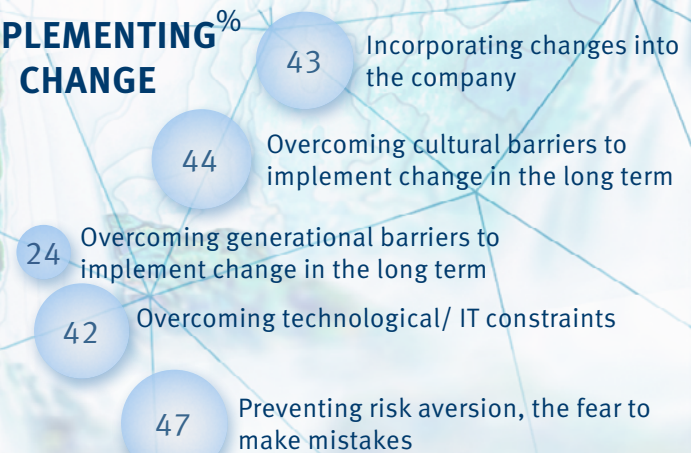 PLEMENTING%
CHANGE
43
Incorporating changes into
the company
44
Overcoming cultural barriers to
implement change in the long term
24
Overcoming generational barriers to
implement change in the long term
42
Overcoming technological/ IT constraints
47
Preventing risk aversion, the fear to
make mistakes